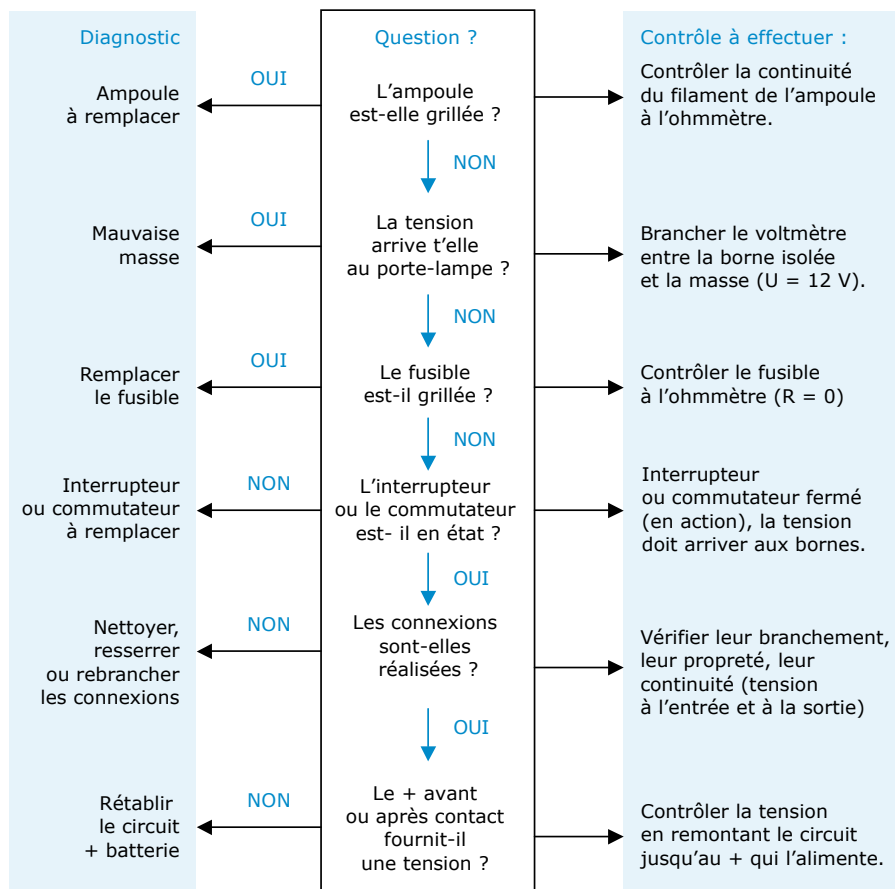 Diagnostic
Question ?
Contrôle à effectuer :
Ampoule
à remplacer
OUI
L'ampoule
est-elle grillée ?
Contrôler la continuité
du filament de l'ampoule
à l'ohmmètre.
NON
Mauvaise
masse
OUI
La tension
arrive t'elle
au porte-lampe ?
Brancher le voltmètre
entre la borne isolée
et la masse (U = 12 V).
NON
Remplacer
le fusible
OUI
Le fusible
est-il grillée ?
Contrôler le fusible
à l'ohmmètre (R = 0)
NON
Interrupteur
ou commutateur
à remplacer
NON
L'interrupteur
ou le commutateur
est- il en état ?
Interrupteur
ou commutateur fermé
(en action), la tension
doit arriver aux bornes.
OUI
Nettoyer,
resserrer
ou rebrancher
les connexions
NON
Les connexions
sont-elles
réalisées ?
Vérifier leur branchement,
leur propreté, leur
continuité (tension
à l'entrée et à la sortie)
OUI
Rétablir
le circuit
+ batterie
NON
Le + avant
ou après contact
fournit-il
une tension ?
Contrôler la tension
en remontant le circuit
jusqu'au + qui l'alimente.